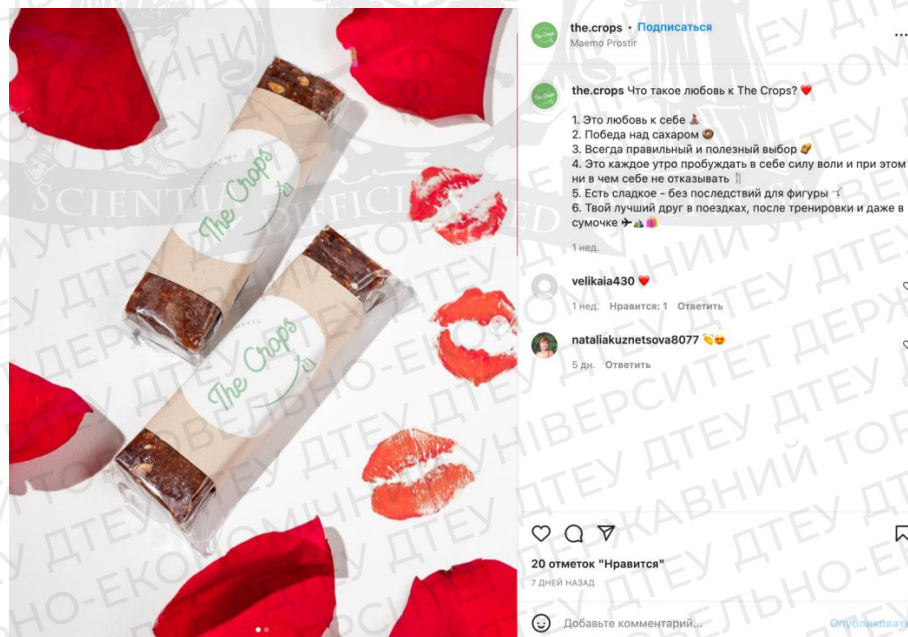 The Crops
The Crops
the.crops • Подписаться
Maemo Prostir
the.crops Что такое любовь к The Crops? ❤️
1. Это любовь к себе
2. Победа над сахаром 🍩
3. Всегда правильный и полезный выбор 🥜
4. Это каждое утро пробуждать в себе силу воли и при этом
ни в чем себе не отказывать 🍴
5. Есть сладкое - без последствий для фигуры
6. Твой лучший друг в поездках, после тренировки и даже в
сумочке ✈️🏔🛍
1 нед.
velikaia430 ❤️
1 нед. Нравится: 1 Ответить
nataliakuznetsova8077 👏😍
5 дн. Ответить
20 отметок "Нравится"
7 ДНЕЙ НАЗАД
Добавьте комментарий...
Опубликовать
SCIENTIA DIFFICILIS SED